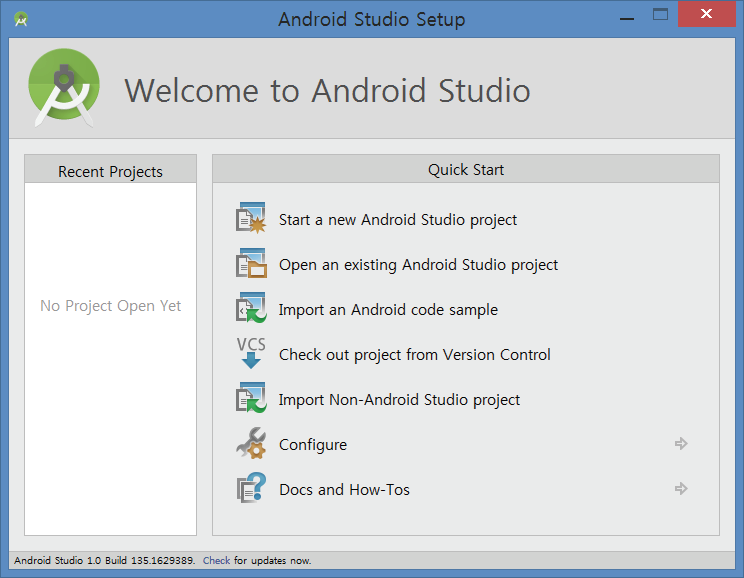 Android Studio Setup
Welcome to Android Studio
Recent Projects
No Project Open Yet
Quick Start
Start a new Android Studio project
Open an existing Android Studio project
Import an Android code sample
VCS
Check out project from Version Control
Import Non-Android Studio project
Configure
Docs and How-Tos
Android Studio 1.0 Build 135.1629389. Check for updates now.